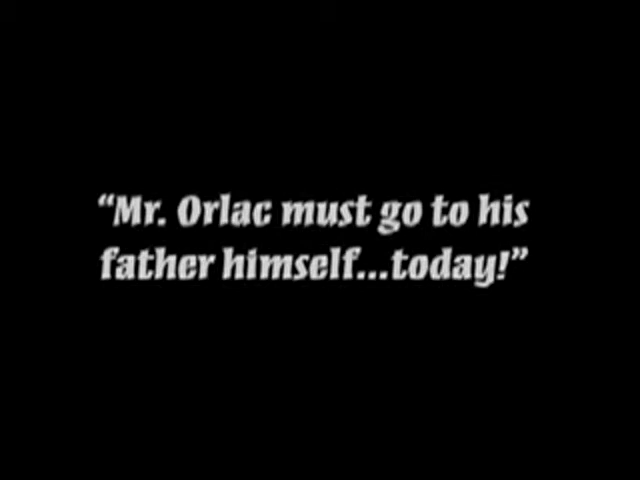 “Mr. Orlac must go to his
father himself...today!”